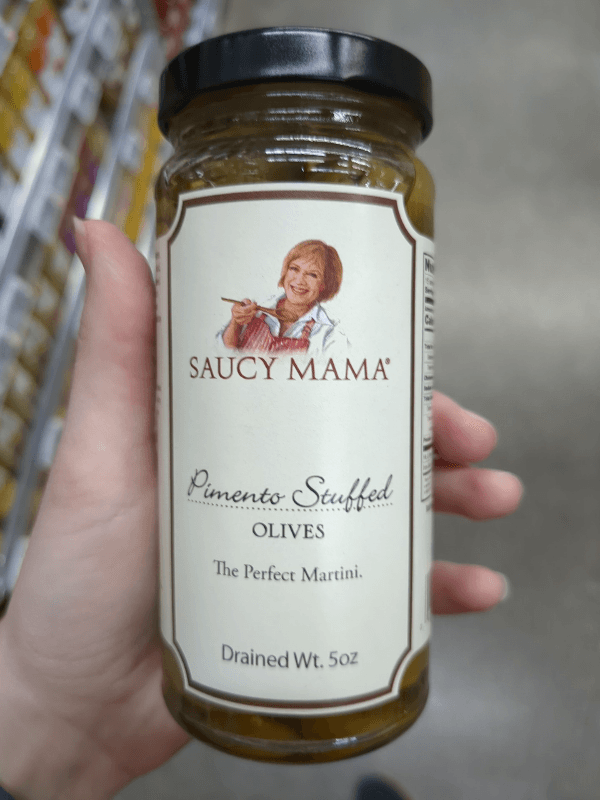 SAUCY MAMA®
Pimento Stuffed
OLIVES
The Perfect Martini.
Drained Wt. 5oz